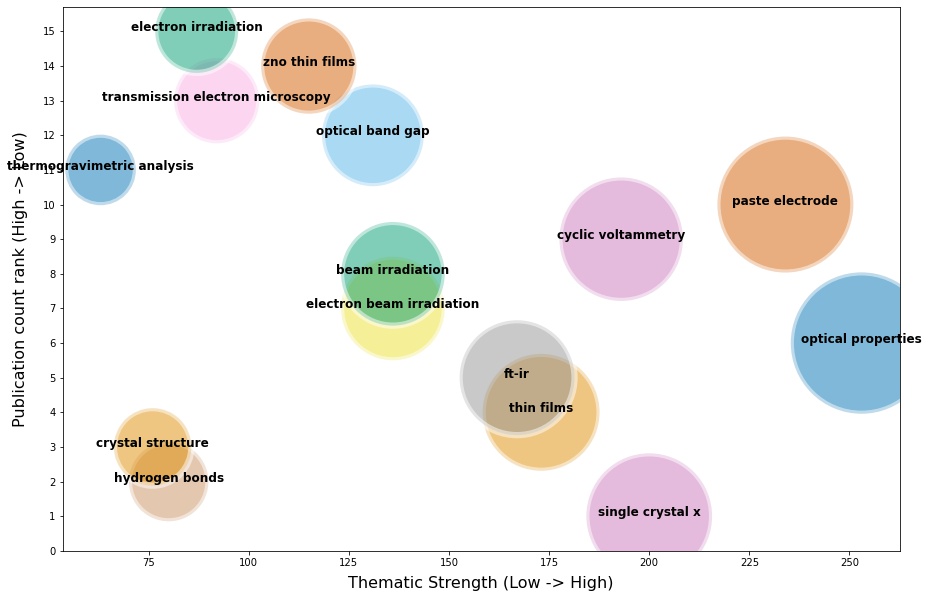 15
electron irradiation
14
zno thin films
13
transmission electron microscopy
12
optical band gap
11
thermogravimetric analysis
10
paste electrode
9
cyclic voltammetry
8
beam irradiation
7
electron beam irradiation
6
optical properties
5
ft-ir
4
thin films
3
crystal structure
2
hydrogen bonds
1
single crystal x
0
Publication count rank (High -> Low)
75 100 125 150 175 200 225 250
Thematic Strength (Low -> High)